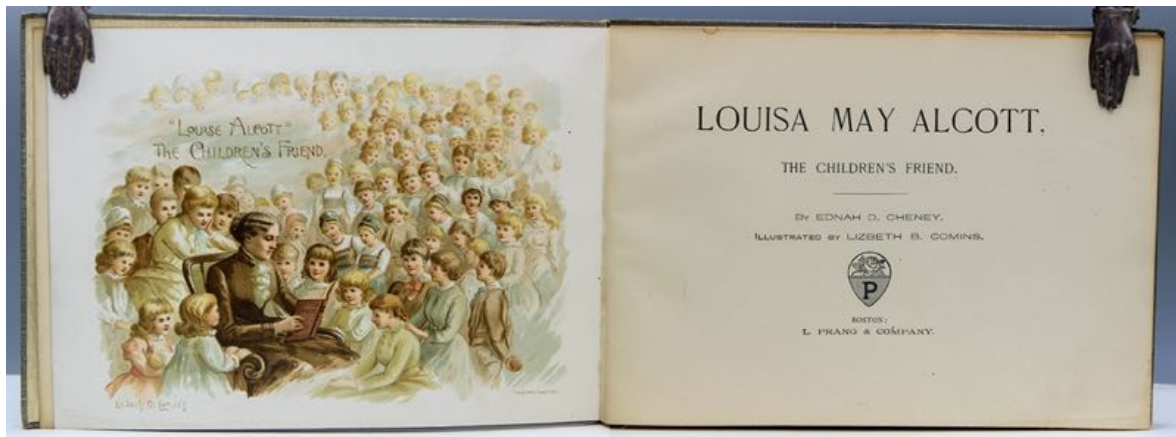 "LOUISE ALCOTT"
THE CHILDREN'S FRIEND.
LOUISA MAY ALCOTT.
THE CHILDREN'S FRIEND.
BY EDNAH D. CHENEY.
ILLUSTRATED BY LIZBETH B. COMINS.
P
BOSTON:
L. PRANG & COMPANY.